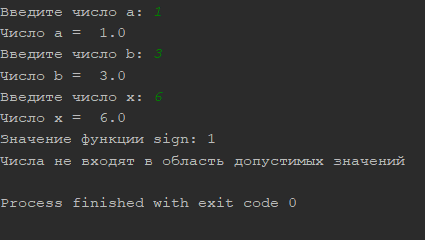 Введите число a: 1
Число a =  1.0
Введите число b: 3
Число b =  3.0
Введите число x: 6
Число x =  6.0
Значение функции sign: 1
Числа не входят в область допустимых значений
Process finished with exit code 0